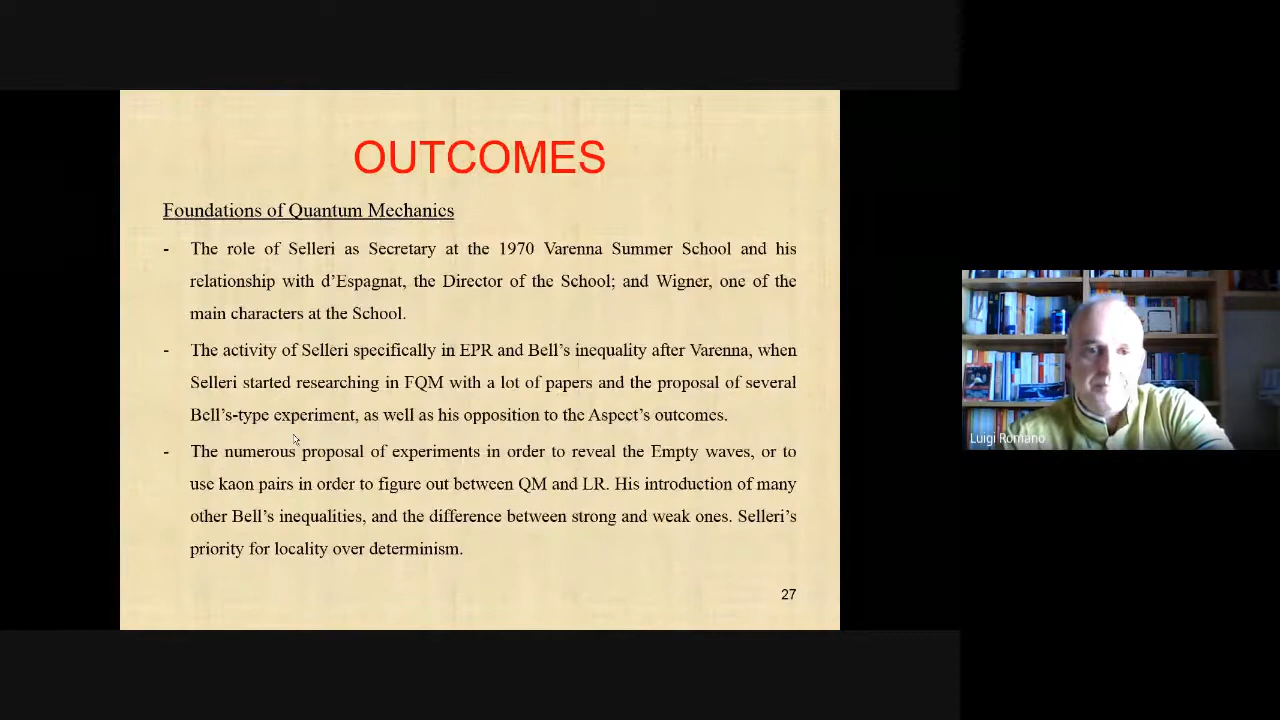 OUTCOMES
Foundations of Quantum Mechanics
- The role of Selleri as Secretary at the 1970 Varenna Summer School and his
relationship with d’Espagnat, the Director of the School; and Wigner, one of the
main characters at the School.
- The activity of Selleri specifically in EPR and Bell’s inequality after Varenna, when
Selleri started researching in FQM with a lot of papers and the proposal of several
Bell’s-type experiment, as well as his opposition to the Aspect’s outcomes.
- The numerous proposal of experiments in order to reveal the Empty waves, or to
use kaon pairs in order to figure out between QM and LR. His introduction of many
other Bell’s inequalities, and the difference between strong and weak ones. Selleri’s
priority for locality over determinism.
27
Luigi Romano